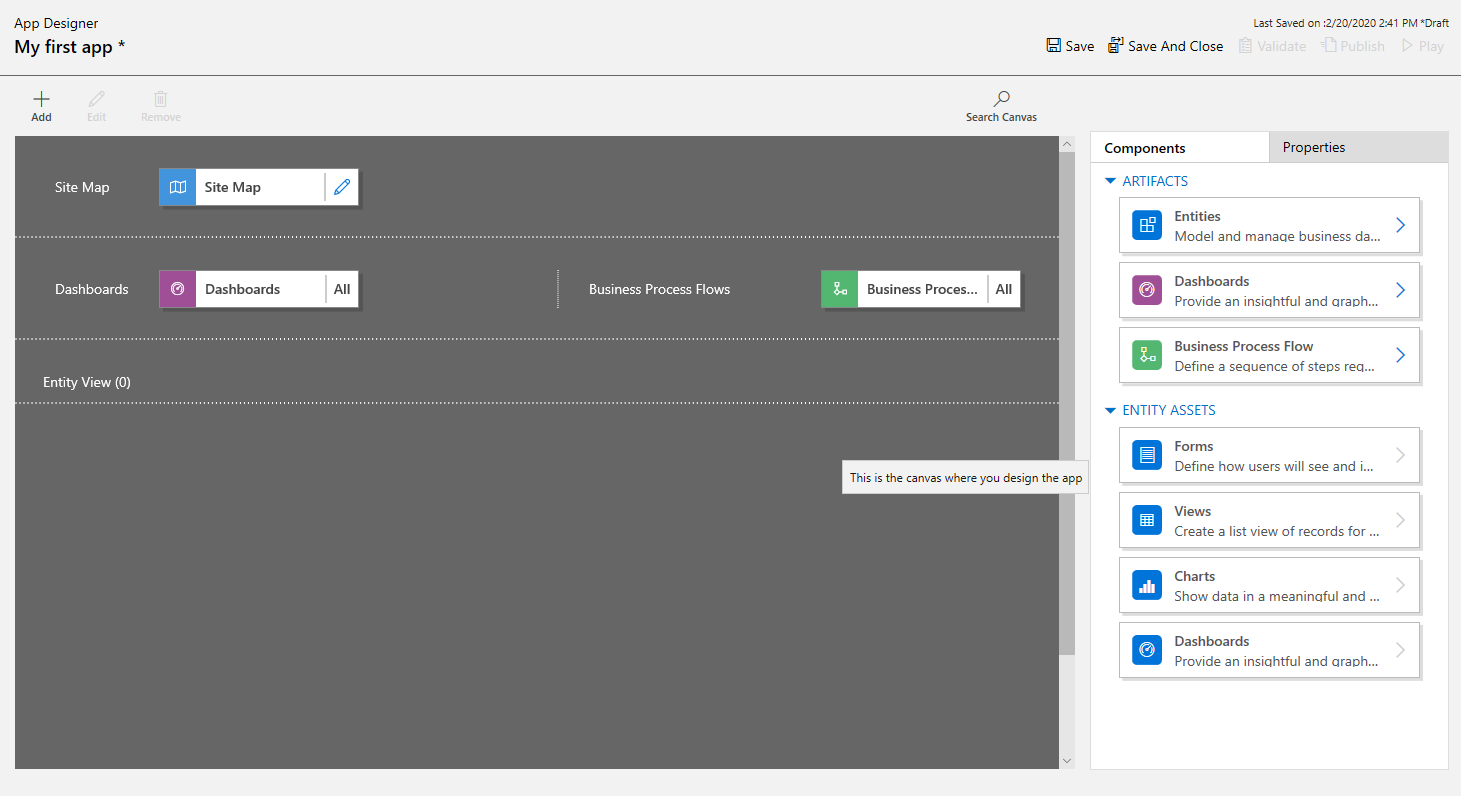 App Designer
My first app *
Last Saved on :2/20/2020 2:41 PM *Draft
Save
Save And Close
Validate
Publish
Play
Add
Edit
Remove
Search Canvas
Site Map
Site Map
Dashboards
Dashboards
All
Business Process Flows
Business Proces...
All
Entity View (0)
This is the canvas where you design the app
Components
Properties
ARTIFACTS
Entities
Model and manage business da...
Dashboards
Provide an insightful and graph...
Business Process Flow
Define a sequence of steps req...
ENTITY ASSETS
Forms
Define how users will see and i...
Views
Create a list view of records for ...
Charts
Show data in a meaningful and ...
Dashboards
Provide an insightful and graph...